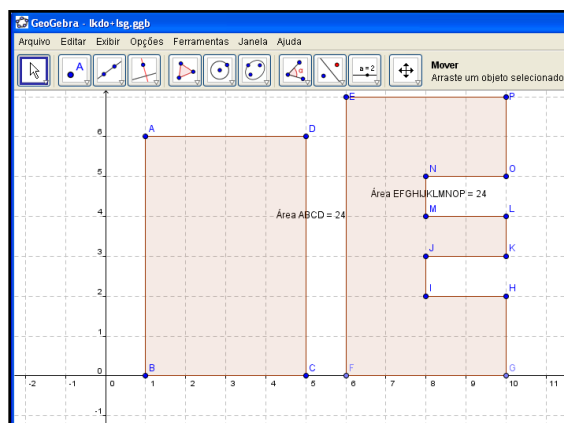 GeoGebra - lkdo+lsg.ggb
Arquivo Editar Exibir Opções Ferramentas Janela Ajuda
A
α
a = 2
Mover
Arraste um objeto selecionado
E P
6 A D
5 N O
Área EFGHIJKLMNOP = 24
Área ABCD = 24
4 M L
3 J K
2 I H
1
0 B C F G
-2 -1 0 1 2 3 4 5 6 7 8 9 10 11
-1